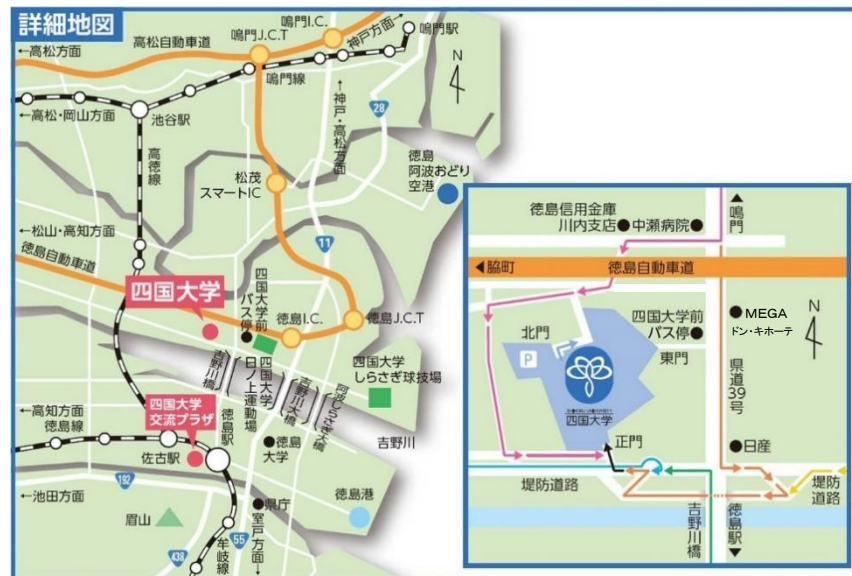 詳細地図
←高松方面
高松自動車道
鳴門J.C.T
鳴門I.C.
神戸方面→
鳴門駅
鳴門線
←高松・岡山方面
池谷駅
高徳線
←神戸・高松方面
28
N
松茂
スマートIC
徳島
阿波おどり
空港
←松山・高知方面
徳島自動車道
11
四国大学
四国大学前
バス停
徳島I.C.
徳島J.C.T
吉野川橋
四国大学
日ノ上運動場
吉野川大橋
阿波しらさぎ大橋
四国大学
しらさぎ球技場
吉野川
←高知方面
徳島線
四国大学
交流プラザ
徳島駅
佐古駅
徳島
大学
192
←池田方面
眉山
県庁
徳島港
室戸方面→
55
438
牟岐線
徳島信用金庫
川内支店
中瀬病院
▲鳴門
◀脇町
徳島自動車道
北門
P
四国大学前
バス停
東門
MEGA
ドン・キホーテ
N
県道39号
四国大学
正門
日産
堤防道路
堤防
道路
吉野川橋
徳島駅▼